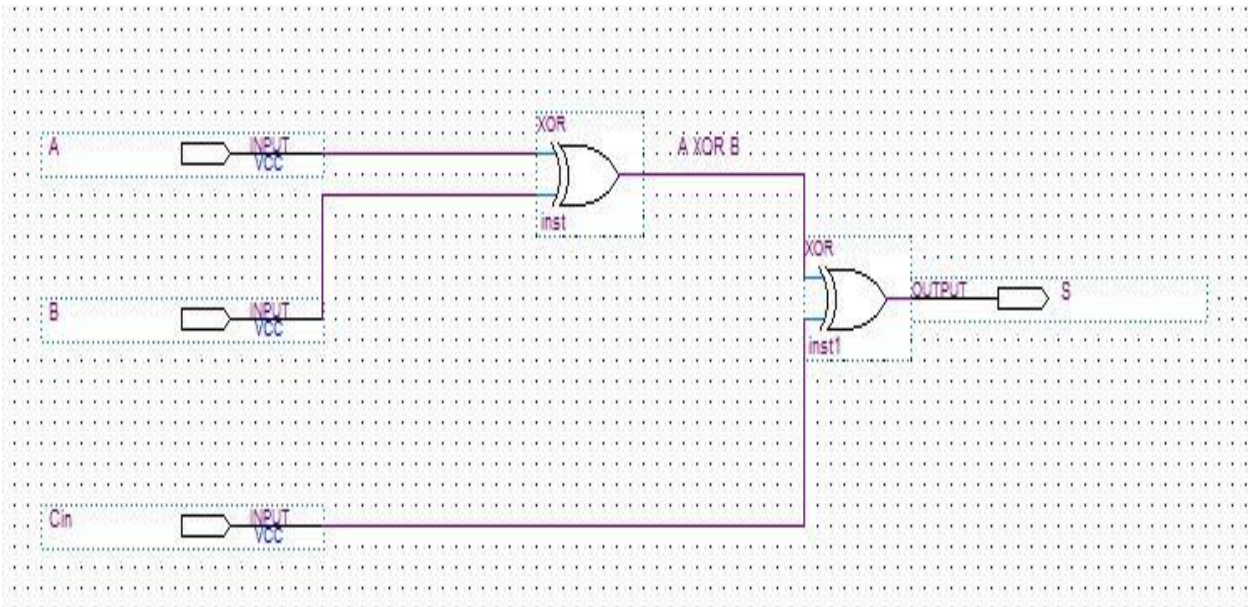 XOR
A
INPUT
VCC
A XOR B
inst
XOR
B
INPUT
VCC
OUTPUT
S
inst1
Cin
INPUT
VCC